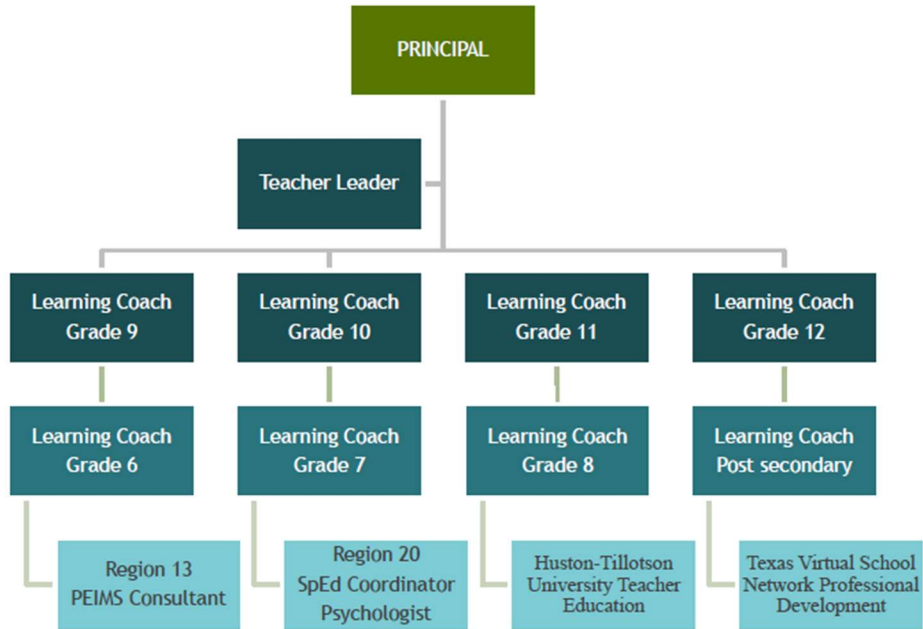 PRINCIPAL
Teacher Leader
Learning Coach
Grade 9
Learning Coach
Grade 10
Learning Coach
Grade 11
Learning Coach
Grade 12
Learning Coach
Grade 6
Learning Coach
Grade 7
Learning Coach
Grade 8
Learning Coach
Post secondary
Region 13
PEIMS Consultant
Region 20
SpEd Coordinator
Psychologist
Huston-Tillotson
University Teacher
Education
Texas Virtual School
Network Professional
Development